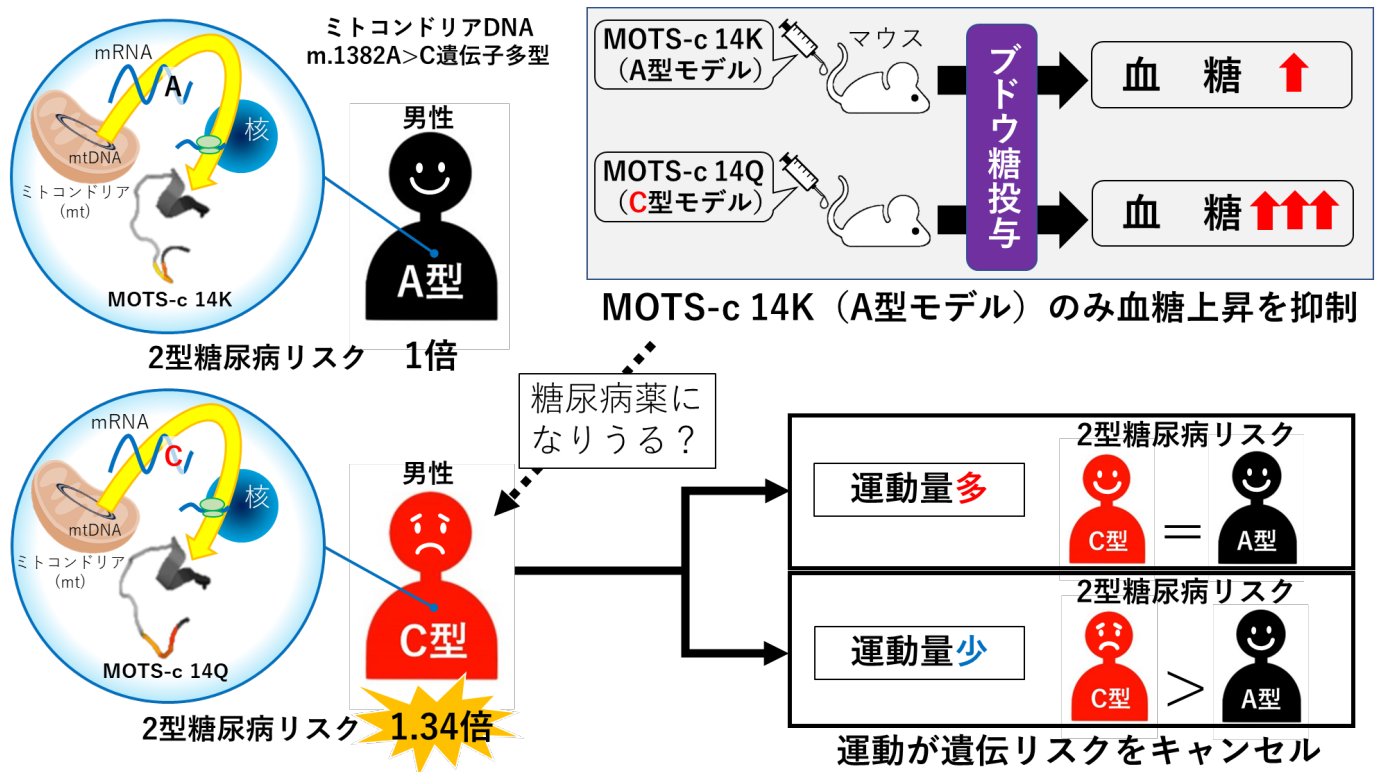 ミトコンドリアDNA
m.1382A>C遺伝子多型
mRNA
A
核
mtDNA
ミトコンドリア
(mt)
MOTS-c 14K
男性
A型
2型糖尿病リスク 1倍
MOTS-c 14K
（A型モデル）
マウス
ブドウ糖投与
血 糖
MOTS-c 14Q
（C型モデル）
血 糖
MOTS-c 14K（A型モデル）のみ血糖上昇を抑制
糖尿病薬に
なりうる？
mRNA
C
核
mtDNA
ミトコンドリア
(mt)
MOTS-c 14Q
男性
C型
2型糖尿病リスク 1.34倍
運動量多
2型糖尿病リスク
C型 = A型
運動量少
2型糖尿病リスク
C型 > A型
運動が遺伝リスクをキャンセル